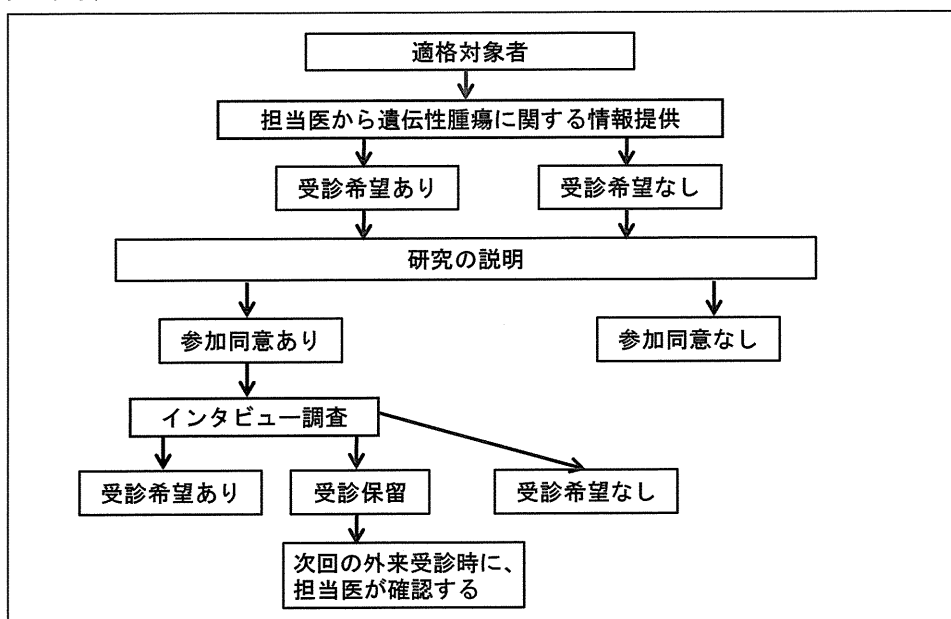 適格対象者
担当医から遺伝性腫瘍に関する情報提供
受診希望あり
受診希望なし
研究の説明
参加同意あり
参加同意なし
インタビュー調査
受診希望あり
受診保留
受診希望なし
次回の外来受診時に、
担当医が確認する